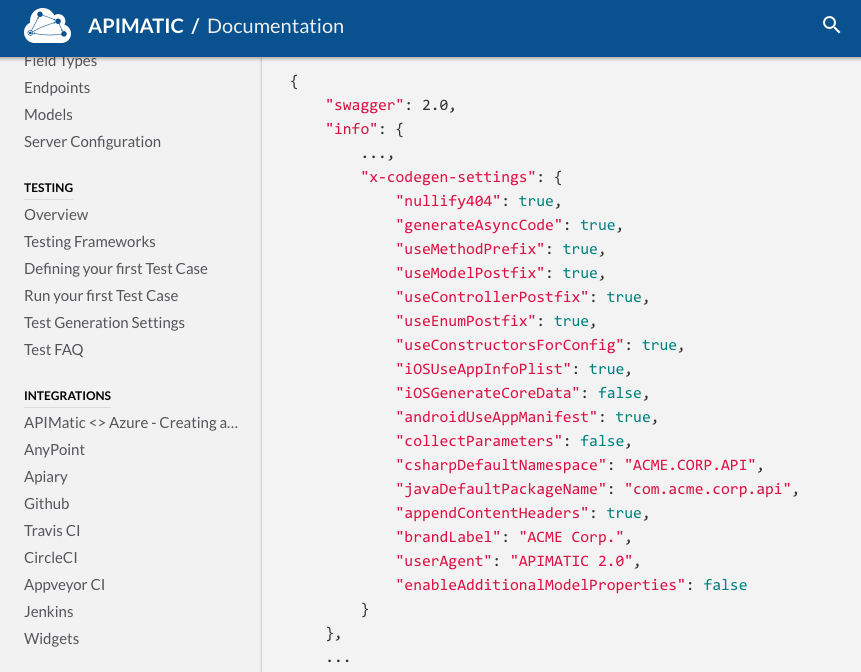 APIMATIC / Documentation
Field Types
Endpoints
Models
Server Configuration
TESTING
Overview
Testing Frameworks
Defining your first Test Case
Run your first Test Case
Test Generation Settings
Test FAQ
INTEGRATIONS
APIMatic <> Azure - Creating a...
AnyPoint
Apiary
Github
Travis CI
CircleCI
Appveyor CI
Jenkins
Widgets
{
    "swagger": 2.0,
    "info": {
        ...,
        "x-codegen-settings": {
            "nullify404": true,
            "generateAsyncCode": true,
            "useMethodPrefix": true,
            "useModelPostfix": true,
            "useControllerPostfix": true,
            "useEnumPostfix": true,
            "useConstructorsForConfig": true,
            "iOSUseAppInfoPlist": true,
            "iOSGenerateCoreData": false,
            "androidUseAppManifest": true,
            "collectParameters": false,
            "csharpDefaultNamespace": "ACME.CORP.API",
            "javaDefaultPackageName": "com.acme.corp.api",
            "appendContentHeaders": true,
            "brandLabel": "ACME Corp.",
            "userAgent": "APIMATIC 2.0",
            "enableAdditionalModelProperties": false
        }
    },
    ...